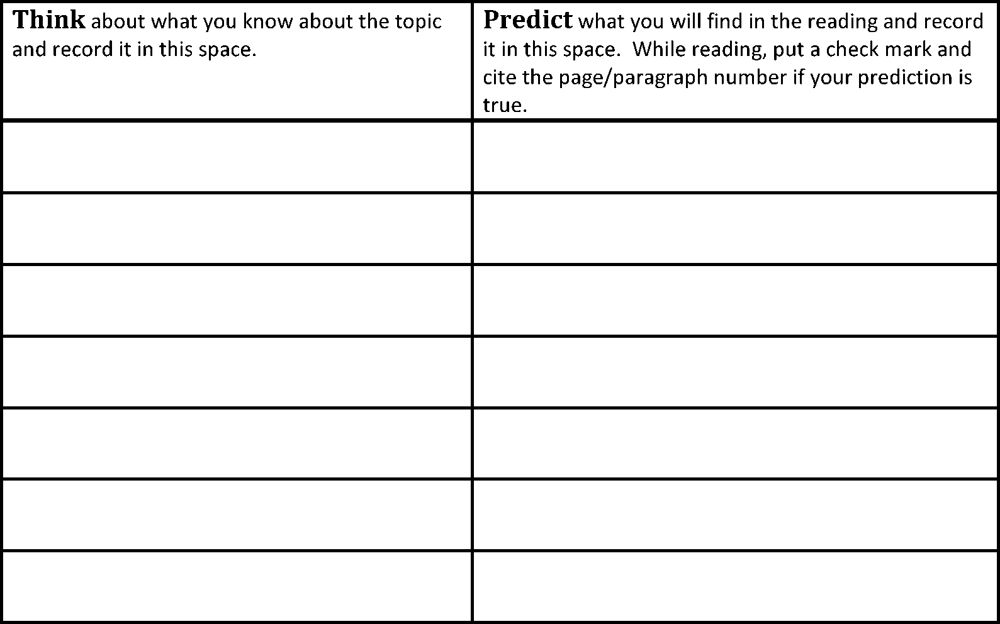 Think about what you know about the topic
and record it in this space.
Predict what you will find in the reading and record
it in this space.  While reading, put a check mark and
cite the page/paragraph number if your prediction is
true.